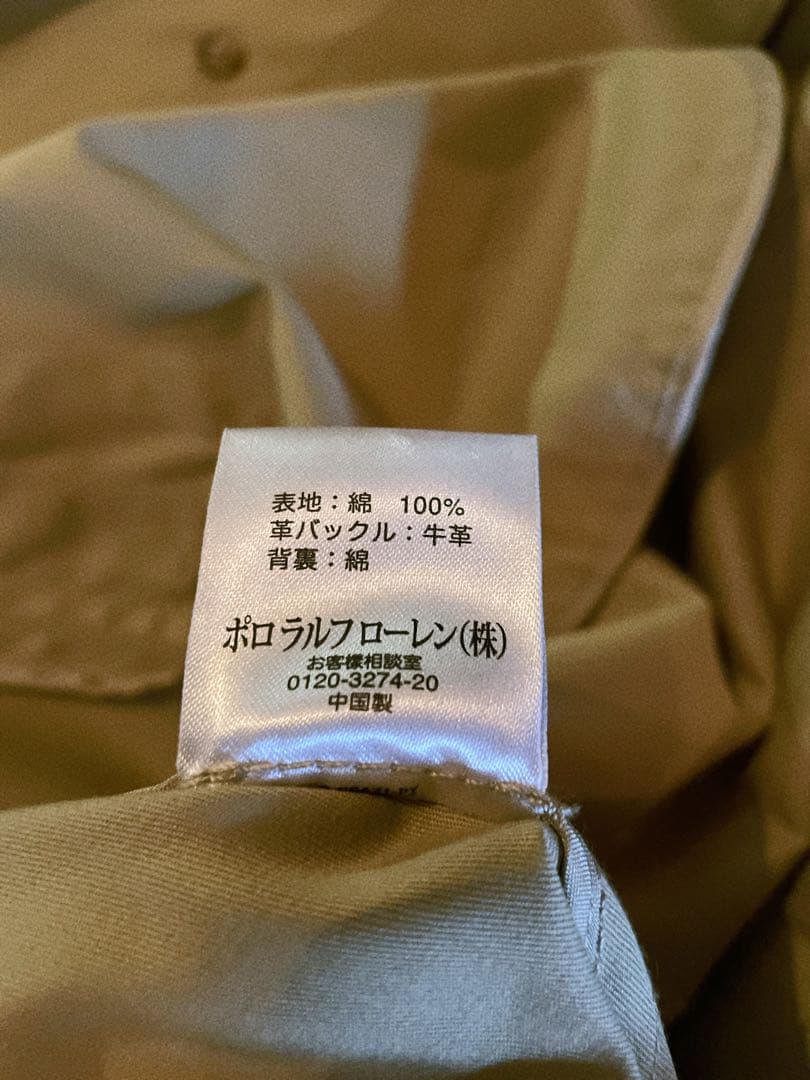 表地：綿　100%
革バックル：牛革
背裏：綿
ポロ ラルフ ローレン(株)
お客様相談室
0120-3274-20
中国製